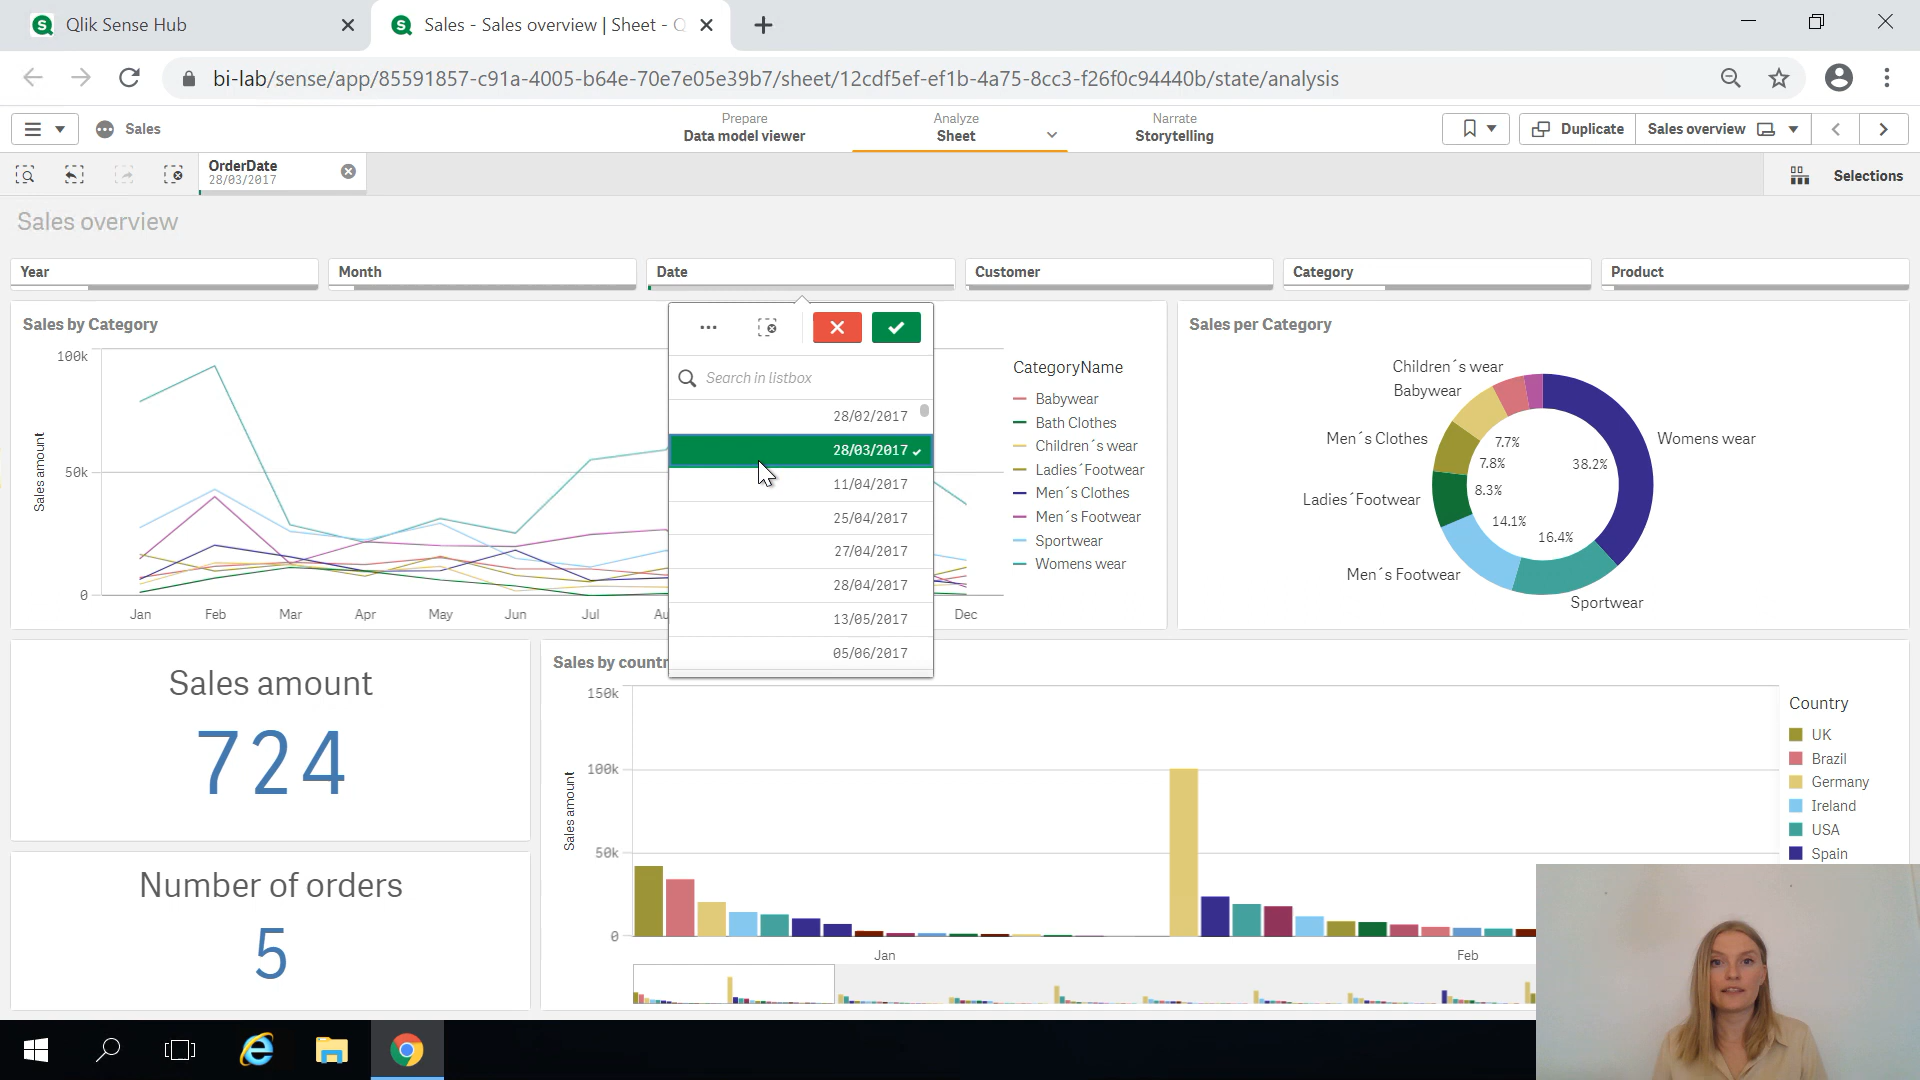 Qlik Sense Hub
Sales - Sales overview | Sheet - Q
bi-lab/sense/app/85591857-c91a-4005-b64e-70e7e05e39b7/sheet/12cdf5ef-ef1b-4a75-8cc3-f26f0c94440b/state/analysis
Sales
Prepare
Data model viewer
Analyze
Sheet
Narrate
Storytelling
Duplicate
Sales overview
OrderDate
28/03/2017
Selections
Sales overview
Year
Month
Date
Customer
Category
Product
Sales by Category
100k
50k
0
Sales amount
Jan
Feb
Mar
Apr
May
Jun
Jul
Au
Dec
CategoryName
Babywear
Bath Clothes
Children´s wear
Ladies´Footwear
Men´s Clothes
Men´s Footwear
Sportwear
Womens wear
Search in listbox
28/02/2017
28/03/2017
11/04/2017
25/04/2017
27/04/2017
28/04/2017
13/05/2017
05/06/2017
Sales per Category
Children´s wear
Babywear
Men´s Clothes
Ladies´Footwear
Men´s Footwear
Sportwear
Womens wear
7.7%
7.8%
8.3%
14.1%
16.4%
38.2%
Sales amount
724
Number of orders
5
Sales by countr
150k
100k
50k
0
Sales amount
Jan
Feb
Country
UK
Brazil
Germany
Ireland
USA
Spain